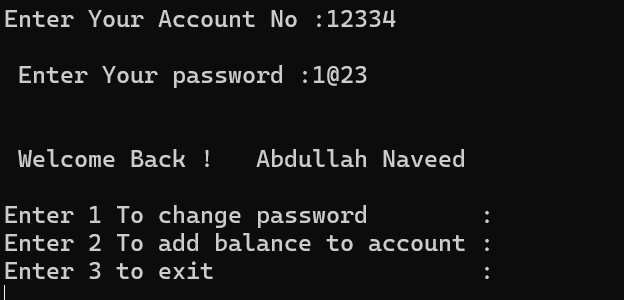 Enter Your Account No :12334
Enter Your password :1@23
Welcome Back !   Abdullah Naveed
Enter 1 To change password        :
Enter 2 To add balance to account :
Enter 3 to exit                   :